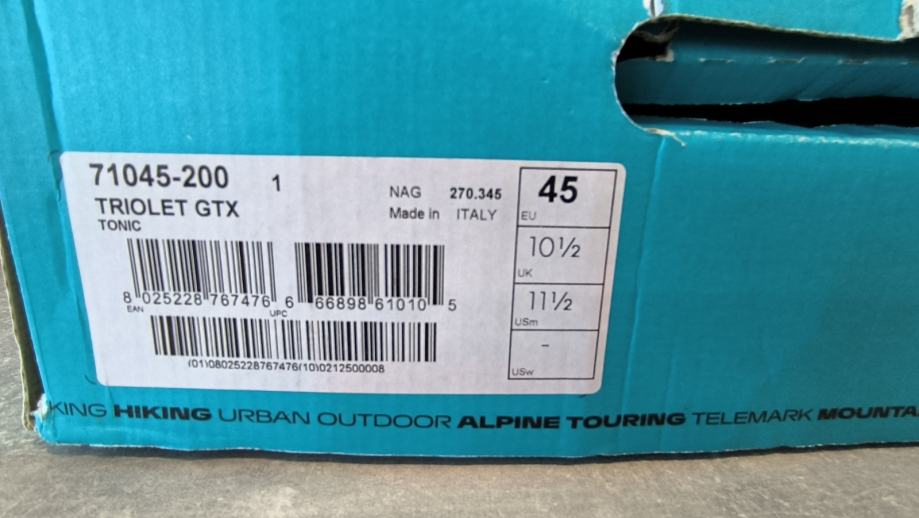 71045-200 1
TRIOLET GTX
TONIC
NAG 270.345
Made in ITALY
8 025228 767476
EAN
6 66898 61010 5
UPC
(01)08025228767476(10)0212500008
45
EU
10½
UK
11½
USm
-
USw
HIKING URBAN OUTDOOR ALPINE TOURING TELEMARK